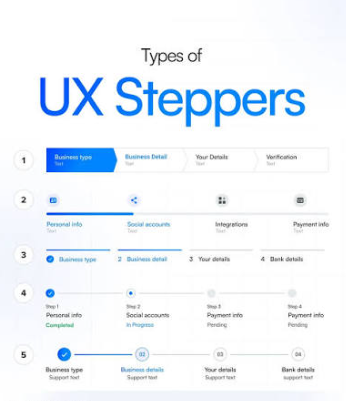 Types of
UX Steppers
1
Business type
Text
Business Detail
Text
Your Details
Text
Verification
Text
2
Personal info
Text
Social accounts
Text
Integrations
Text
Payment info
Text
3
Business type
2 Business detail
3 Your details
4 Bank details
4
Step 1
Personal info
Completed
Step 2
Social accounts
In Progress
Step 3
Payment info
Pending
Step 4
Payment info
Pending
5
02
03
04
Business type
Support text
Business details
Support text
Your details
Support text
Bank details
support text